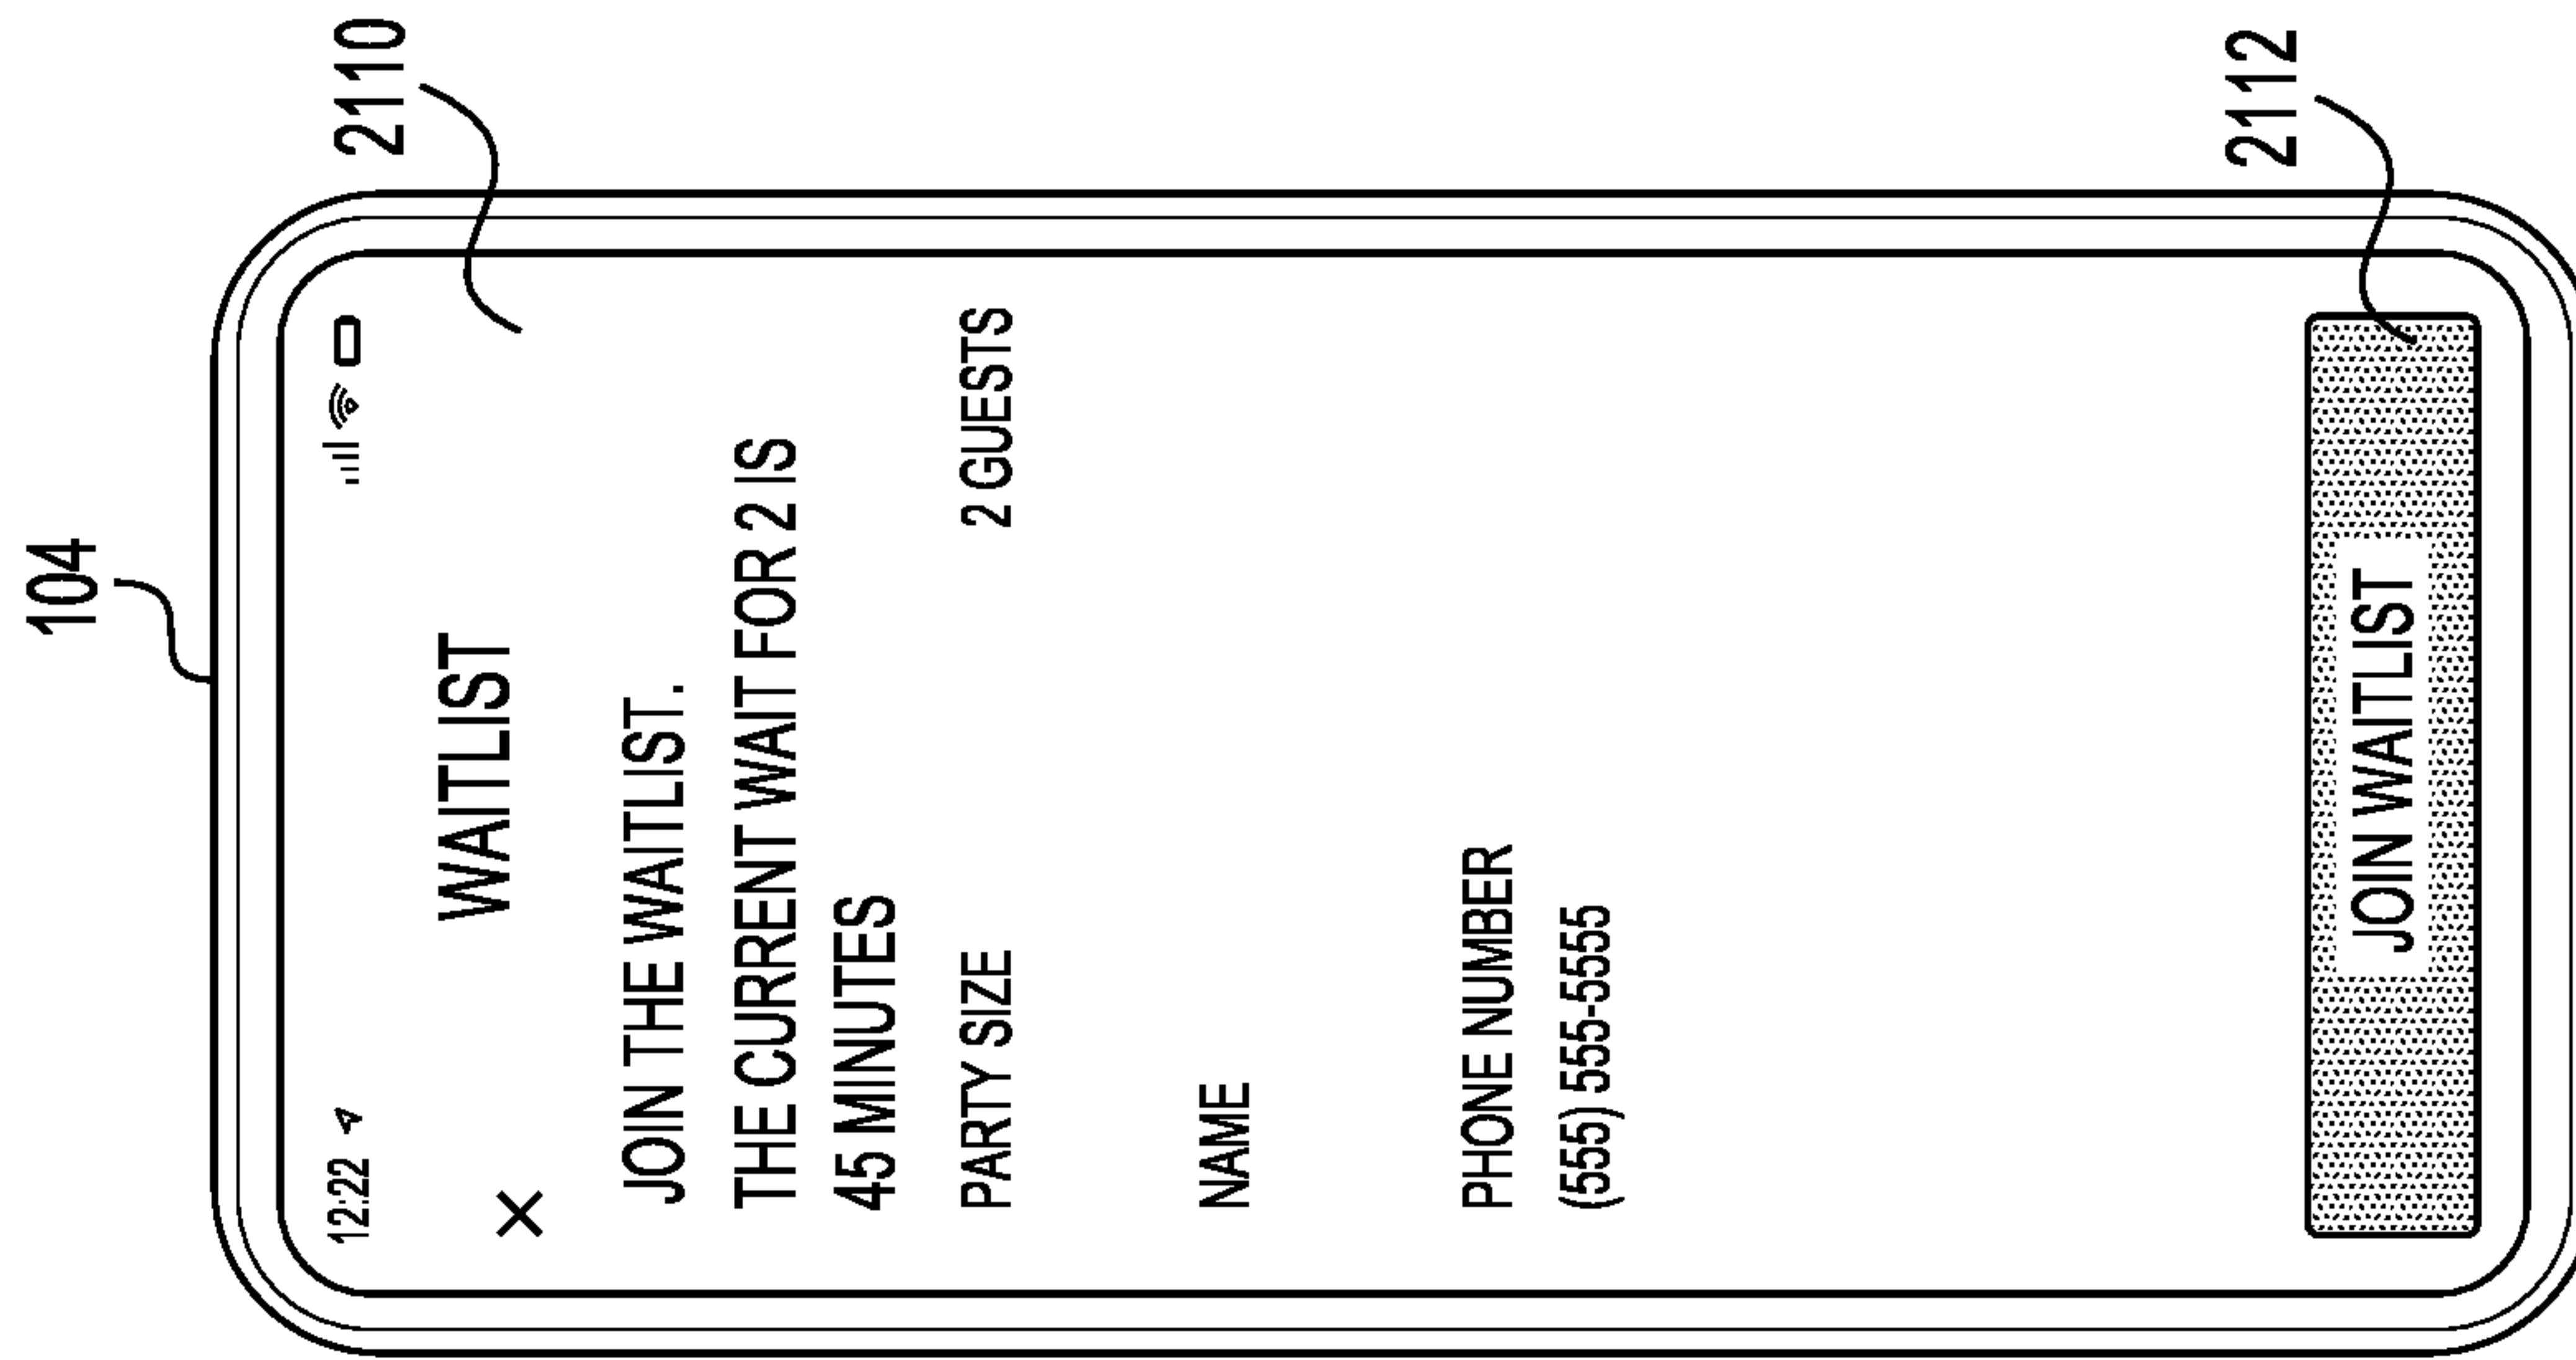 104
12:22
2110
×
WAITLIST
JOIN THE WAITLIST.
THE CURRENT WAIT FOR 2 IS
45 MINUTES
PARTY SIZE 2 GUESTS
NAME
PHONE NUMBER
(555) 555-5555
2112
JOIN WAITLIST